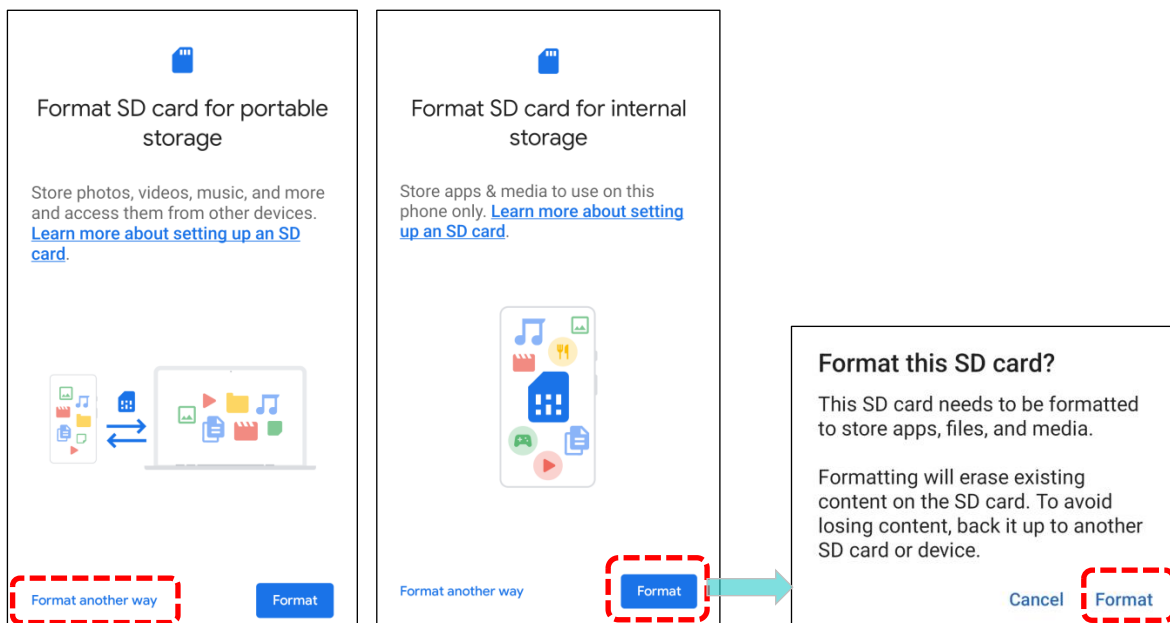 Format SD card for portable
storage
Store photos, videos, music, and more
and access them from other devices.
Learn more about setting up an SD
card.
Format another way
Format
Format SD card for internal
storage
Store apps & media to use on this
phone only. Learn more about setting
up an SD card.
Format another way
Format
Format this SD card?
This SD card needs to be formatted
to store apps, files, and media.
Formatting will erase existing
content on the SD card. To avoid
losing content, back it up to another
SD card or device.
Cancel
Format